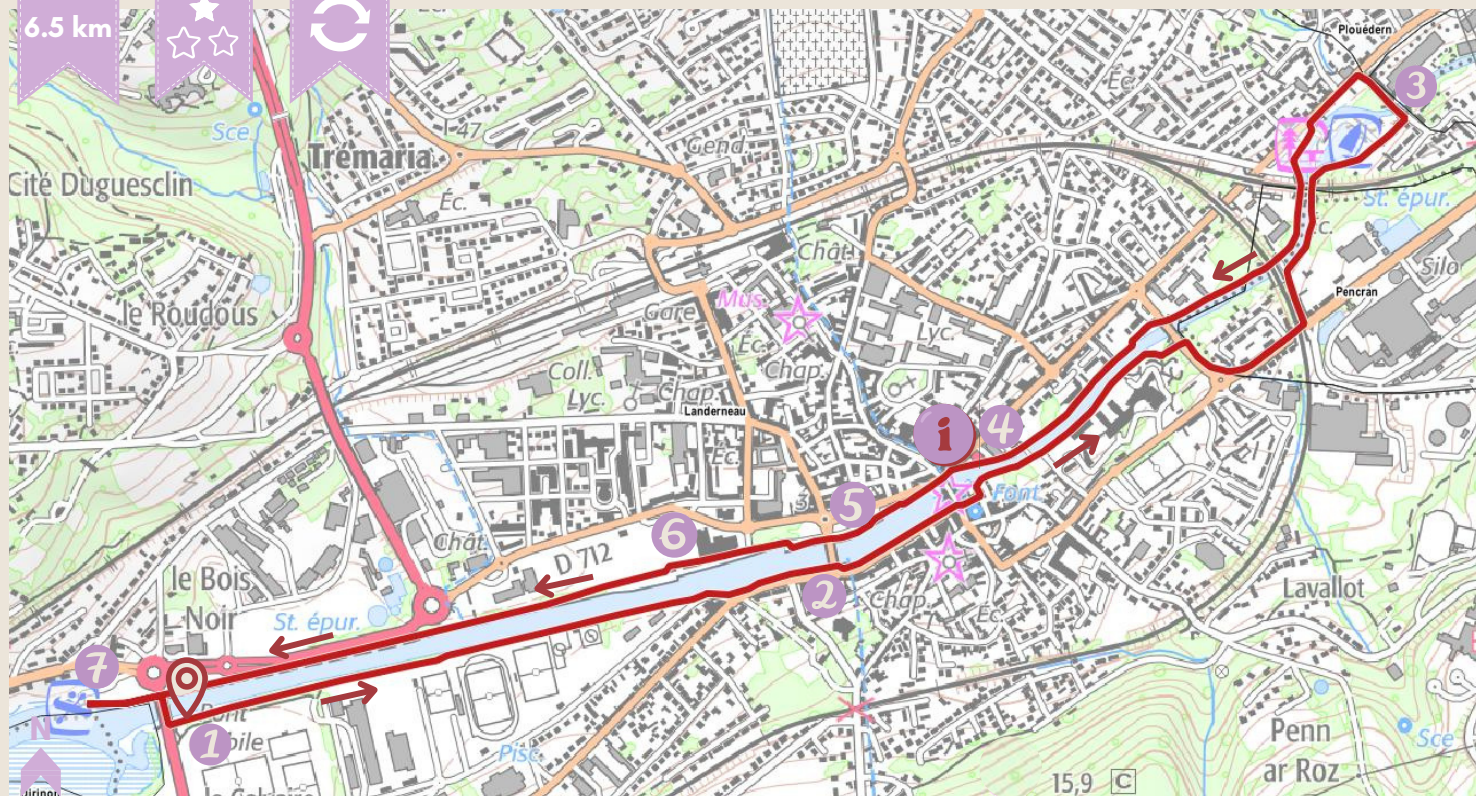 6.5 km
Plouédern
3
Éc.
Sce
47
Trémaria
Gend
Cité Duguesclin
Éc.
St. épur.
Éc.
Chât.
Silo
Pencran
le Roudous
Mus.
Gare
Lyc.
Éc.
Coll.
Chap.
Lyc.
Chap.
Landerneau
i
4
Éc.
Font.
3
5
6
Chât.
D 712
le Bois
Noir
2
Chap.
Lavallot
St. épur.
Éc.
7
Pont
N
1
Pisc.
Penn
ar Roz
Sce
15,9
C